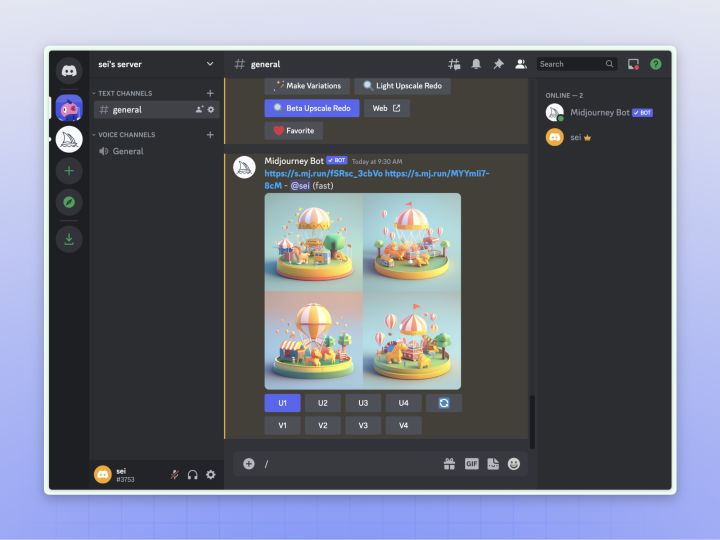 sei's server
# general
Search
TEXT CHANNELS
# general
VOICE CHANNELS
General
Make Variations
Light Upscale Redo
Beta Upscale Redo
Web
Favorite
Midjourney Bot ✓ BOT Today at 9:30 AM
https://s.mj.run/fSRsc_3cbVo https://s.mj.run/MYYmIi7-
8cM - @sei (fast)
U1 U2 U3 U4
V1 V2 V3 V4
/
GIF
ONLINE — 2
Midjourney Bot ✓ BOT
sei
sei
#3753